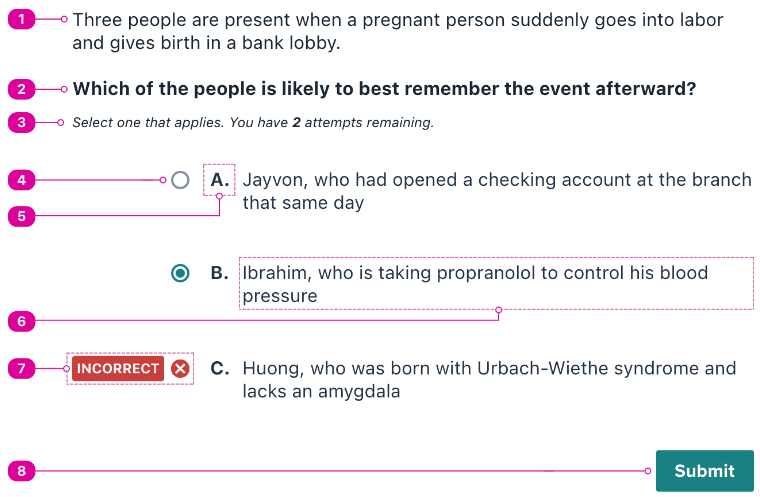 1 Three people are present when a pregnant person suddenly goes into labor
and gives birth in a bank lobby.
2 Which of the people is likely to best remember the event afterward?
3 Select one that applies. You have 2 attempts remaining.
4 A. Jayvon, who had opened a checking account at the branch
5 that same day
B. Ibrahim, who is taking propranolol to control his blood
pressure
6
7 INCORRECT C. Huong, who was born with Urbach-Wiethe syndrome and
lacks an amygdala
8 Submit